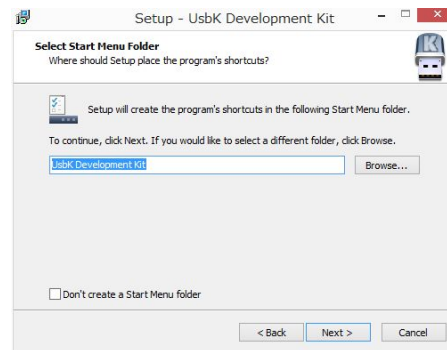 Setup - UsbK Development Kit
Select Start Menu Folder
Where should Setup place the program's shortcuts?
K
Setup will create the program's shortcuts in the following Start Menu folder.
To continue, click Next. If you would like to select a different folder, click Browse.
UsbK Development Kit
Browse...
Don't create a Start Menu folder
< Back
Next >
Cancel